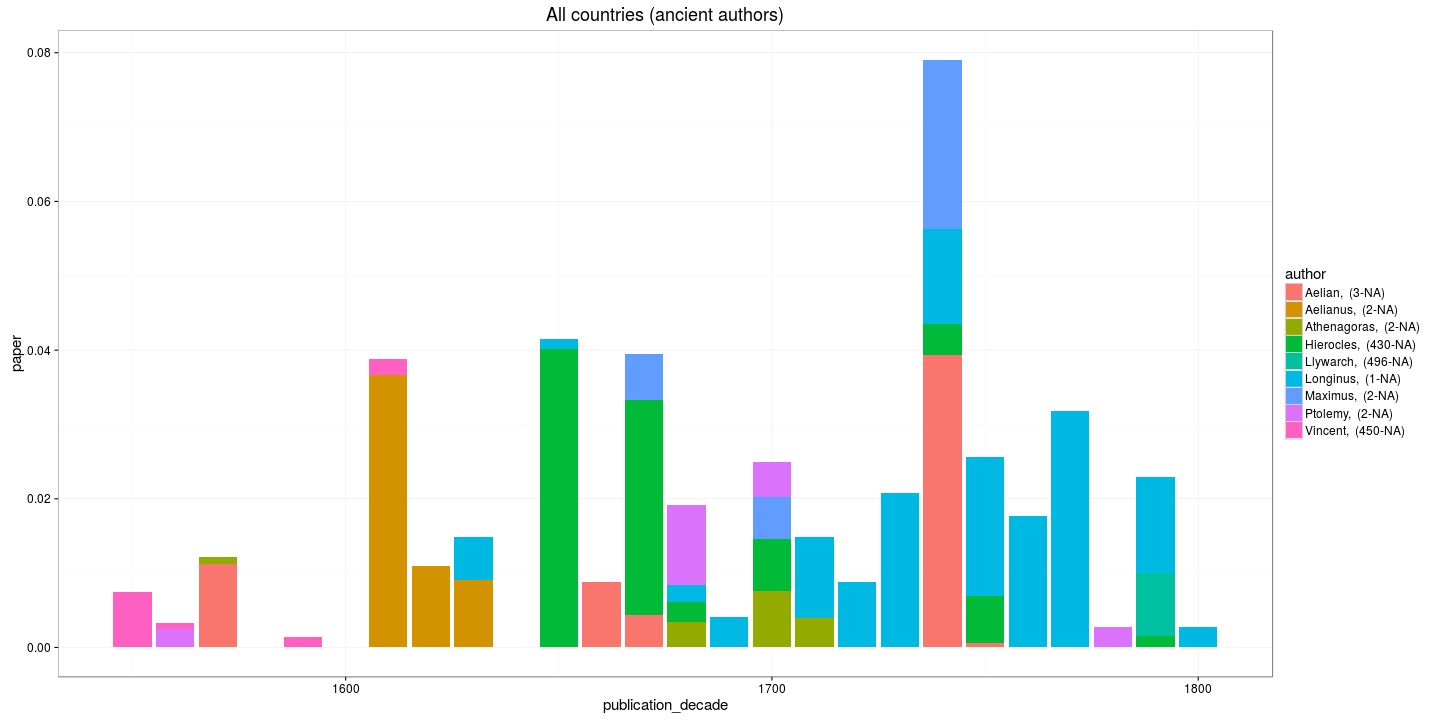 All countries (ancient authors)
0.08
0.06
0.04
0.02
0.00
paper
1600
1700
1800
publication_decade
author
Aelian, (3-NA)
Aelianus, (2-NA)
Athenagoras, (2-NA)
Hierocles, (430-NA)
Llywarch, (496-NA)
Longinus, (1-NA)
Maximus, (2-NA)
Ptolemy, (2-NA)
Vincent, (450-NA)